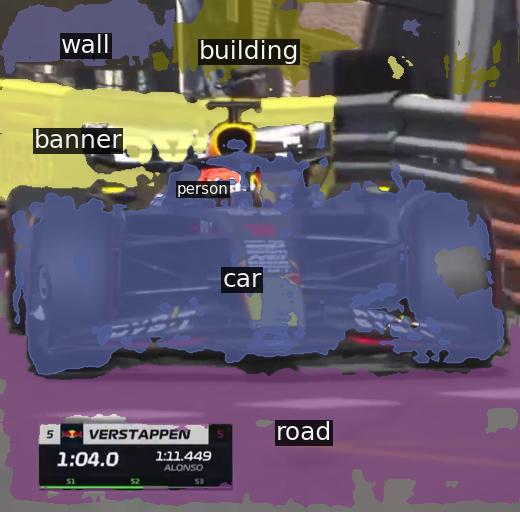 wall
building
banner
person
car
road
5 VERSTAPPEN 5
1:04.0 1:11.449
ALONSO
S1 S2 S3